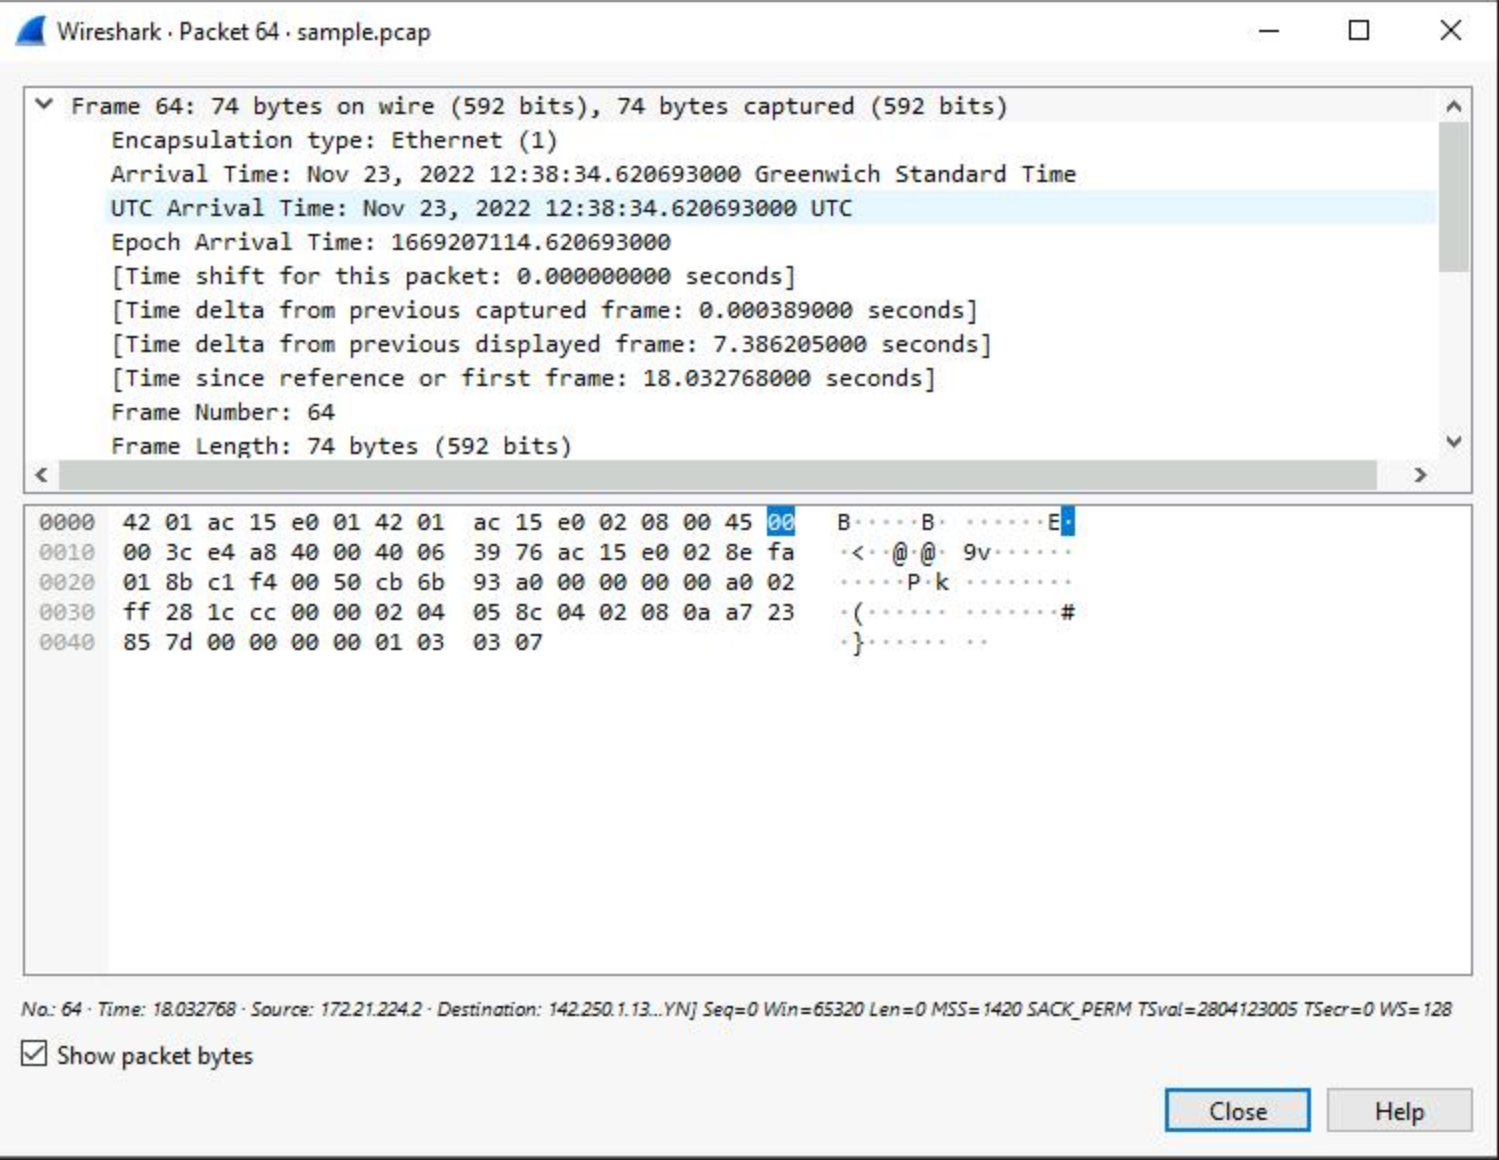 Wireshark · Packet 64 · sample.pcap
Frame 64: 74 bytes on wire (592 bits), 74 bytes captured (592 bits)
Encapsulation type: Ethernet (1)
Arrival Time: Nov 23, 2022 12:38:34.620693000 Greenwich Standard Time
UTC Arrival Time: Nov 23, 2022 12:38:34.620693000 UTC
Epoch Arrival Time: 1669207114.620693000
[Time shift for this packet: 0.000000000 seconds]
[Time delta from previous captured frame: 0.000389000 seconds]
[Time delta from previous displayed frame: 7.386205000 seconds]
[Time since reference or first frame: 18.032768000 seconds]
Frame Number: 64
Frame Length: 74 bytes (592 bits)
0000 42 01 ac 15 e0 01 42 01 ac 15 e0 02 08 00 45 00 B·····B· ······E·
0010 00 3c e4 a8 40 00 40 06 39 76 ac 15 e0 02 8e fa ·<··@·@· 9v······
0020 01 8b c1 f4 00 50 cb 6b 93 a0 00 00 00 00 a0 02 ·····P·k ········
0030 ff 28 1c cc 00 00 02 04 05 8c 04 02 08 0a a7 23 ·(······ ·······#
0040 85 7d 00 00 00 00 01 03 03 07 ·}······ ··
No.: 64 · Time: 18.032768 · Source: 172.21.224.2 · Destination: 142.250.1.13...YN] Seq=0 Win=65320 Len=0 MSS=1420 SACK_PERM TSval=2804123005 TSecr=0 WS=128
Show packet bytes
Close Help